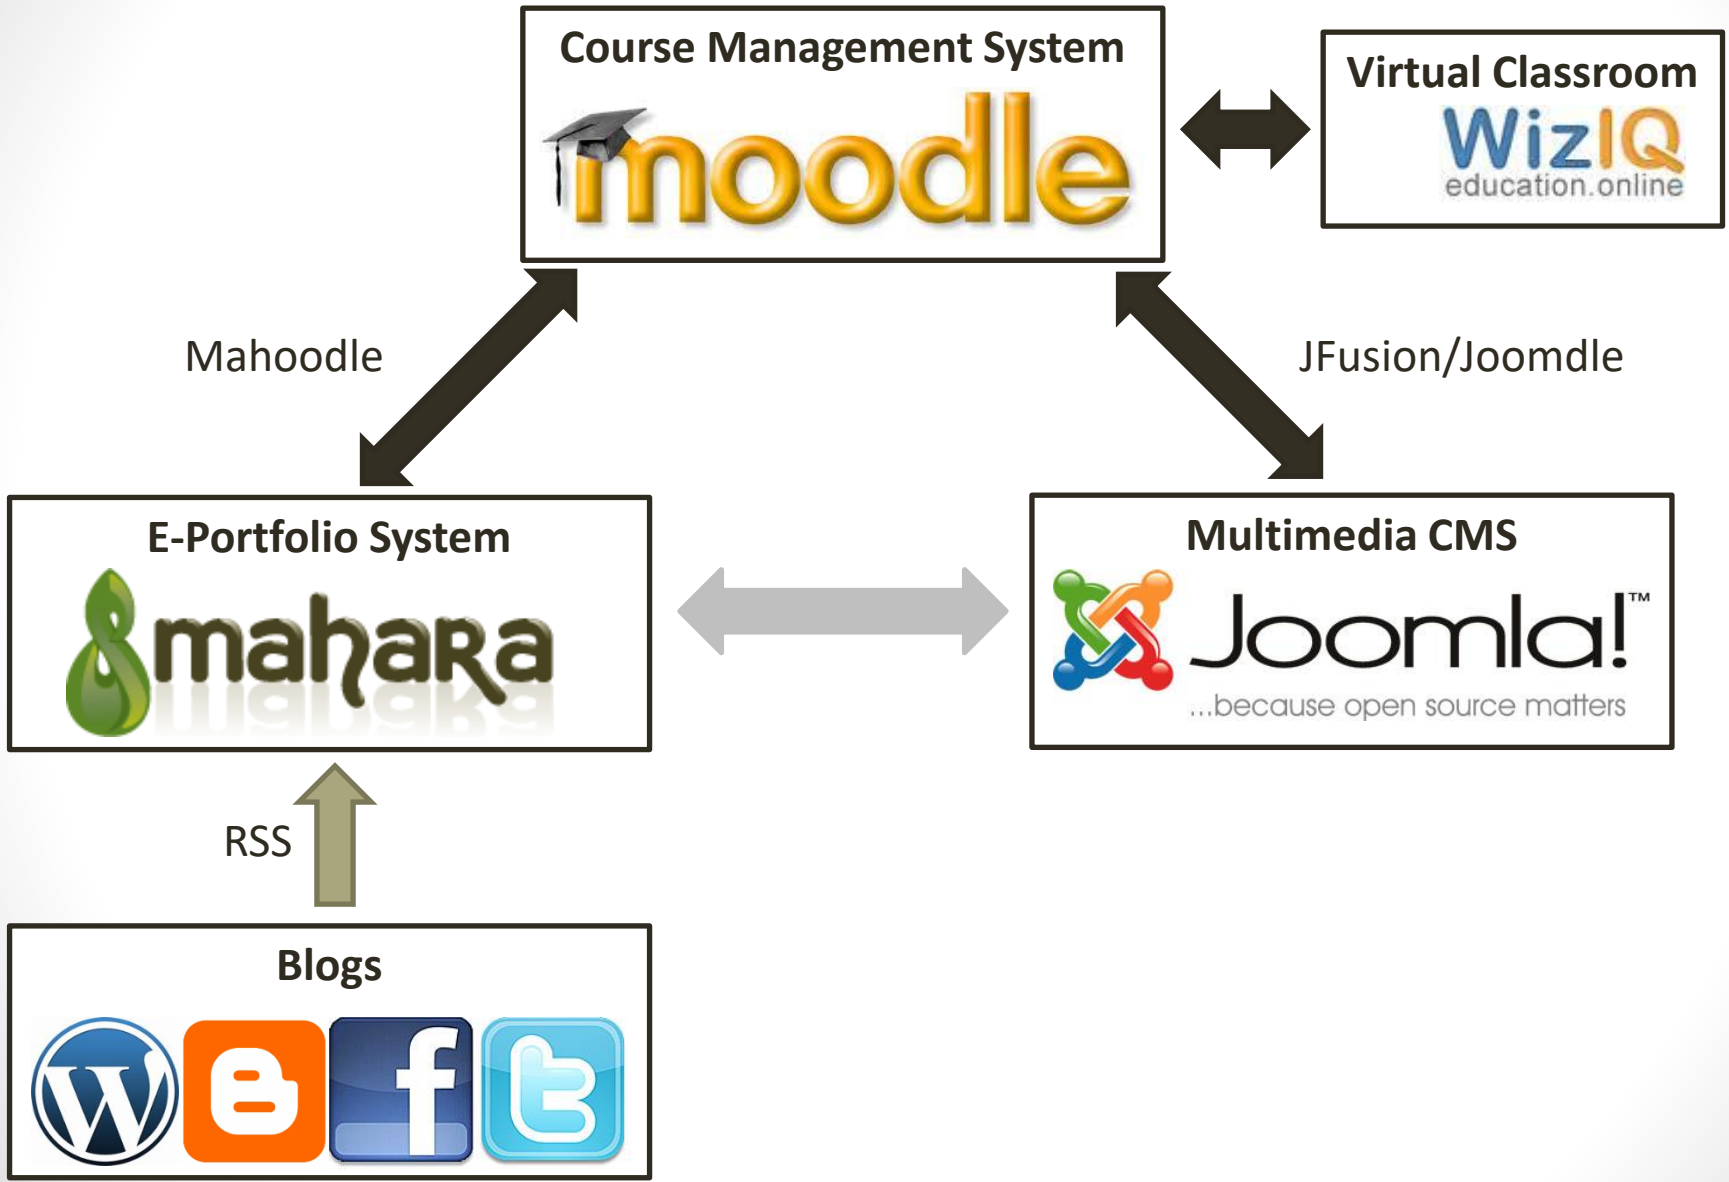 Course Management System
moodle
Virtual Classroom
WizIQ
education.online
Mahoodle
JFusion/Joomdle
E-Portfolio System
mahara
Multimedia CMS
Joomla!™
...because open source matters
RSS
Blogs
W
B
f
t